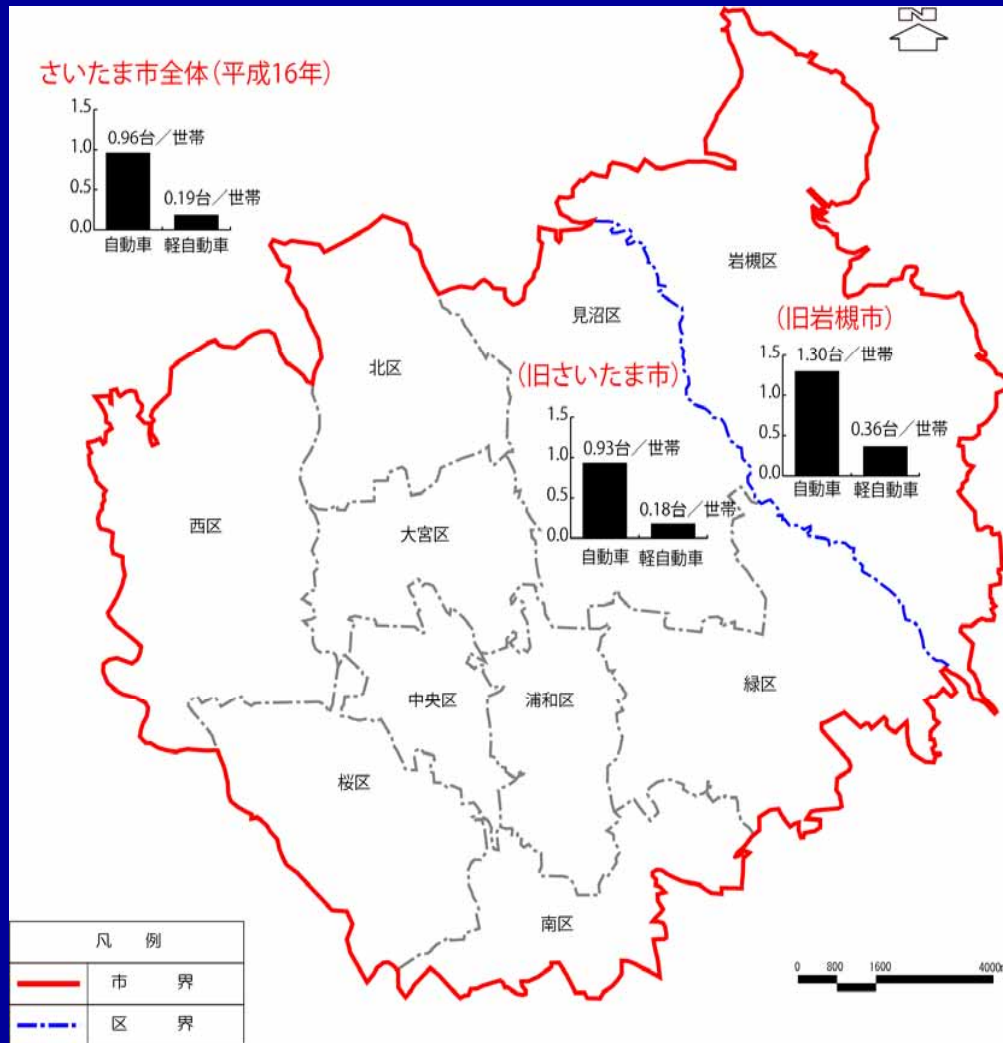 さいたま市全体(平成16年)
1.5
1.0
0.5
0.0
0.96台/世帯
0.19台/世帯
自動車
軽自動車
N
岩槻区
見沼区
(旧岩槻市)
1.5
1.0
0.5
0.0
1.30台/世帯
0.36台/世帯
自動車
軽自動車
北区
(旧さいたま市)
1.5
1.0
0.5
0.0
0.93台/世帯
0.18台/世帯
自動車
軽自動車
西区
大宮区
緑区
中央区
浦和区
桜区
南区
凡 例
市 界
区 界
0 800 1600 4000m